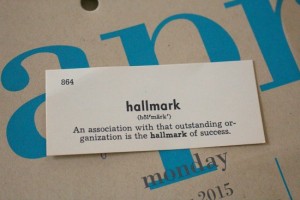 apr
864
hallmark
(hôl'märk')
An association with that outstanding or-
ganization is the hallmark of success.
monday
2015